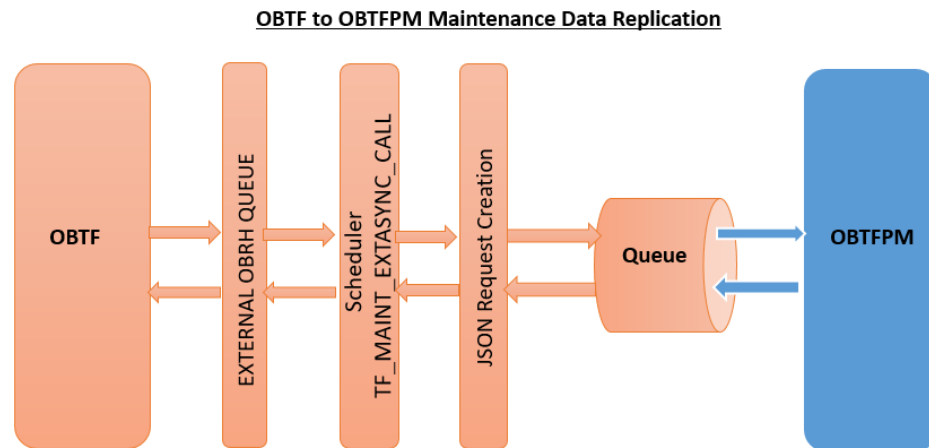 OBTF to OBTFPM Maintenance Data Replication
OBTF
EXTERNAL OBRH QUEUE
Scheduler
TF_MAINT_EXTASYNC_CALL
JSON Request Creation
Queue
OBTFPM